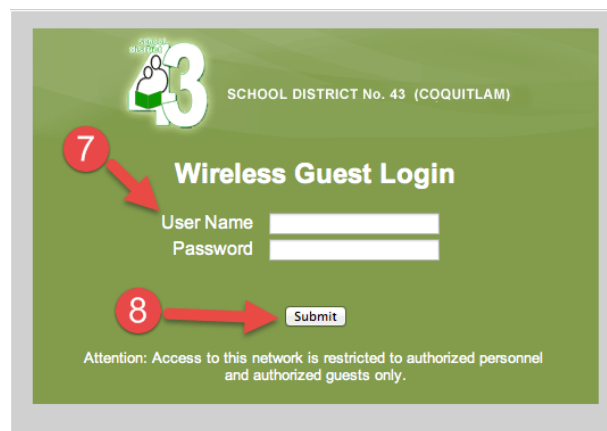 43
SCHOOL DISTRICT No. 43 (COQUITLAM)
7
Wireless Guest Login
User Name
Password
8
Submit
Attention: Access to this network is restricted to authorized personnel
and authorized guests only.